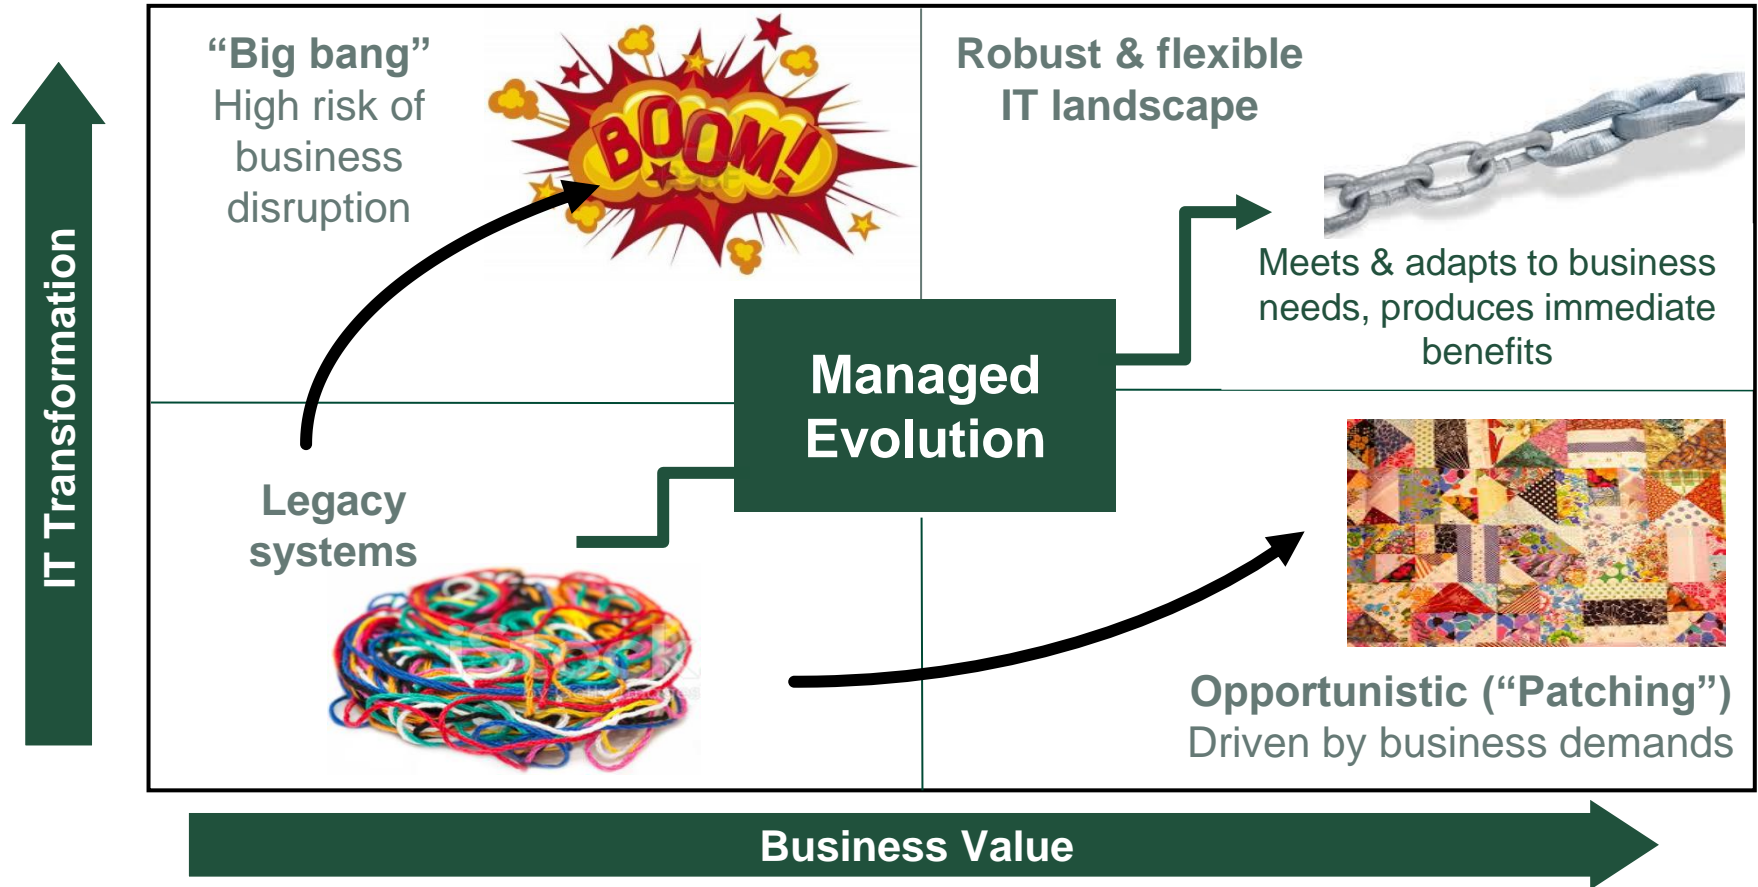 “Big bang”
High risk of
business
disruption
BOOM!
Robust & flexible
IT landscape
Meets & adapts to business
needs, produces immediate
benefits
IT Transformation
Managed
Evolution
Legacy
systems
Opportunistic (“Patching”)
Driven by business demands
Business Value